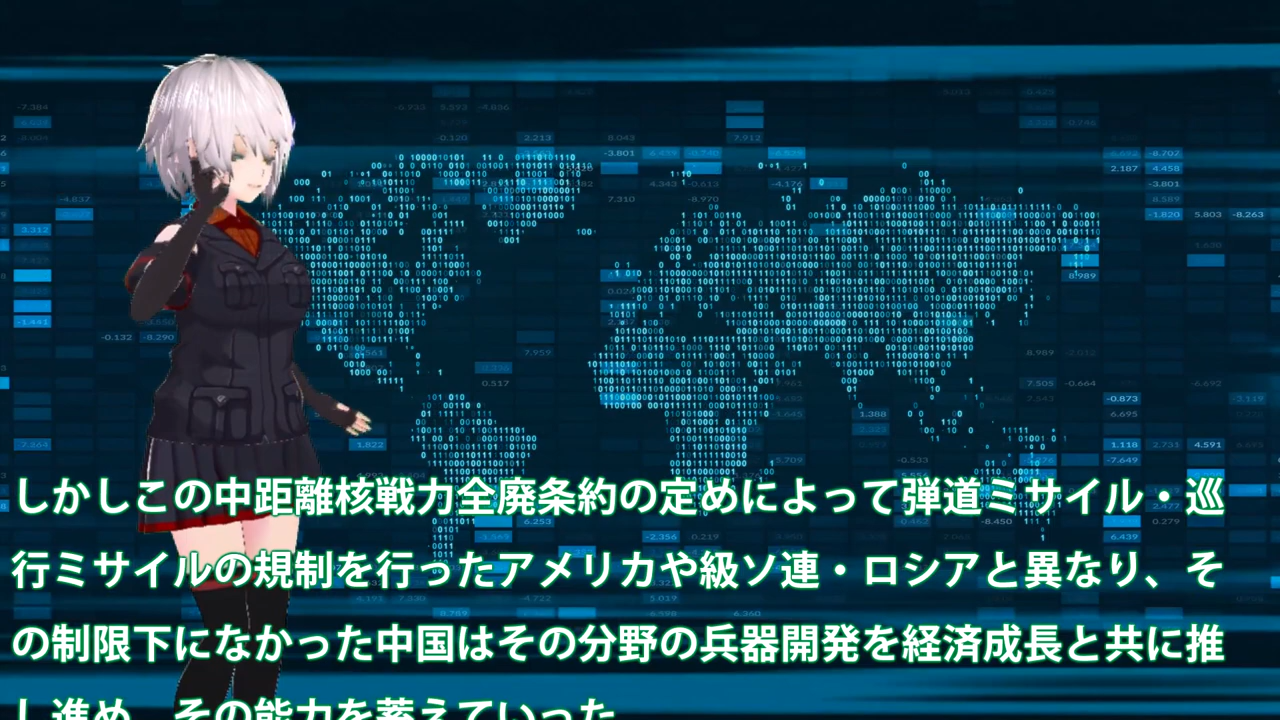 しかしこの中距離核戦力全廃条約の定めによって弾道ミサイル・巡
行ミサイルの規制を行ったアメリカや級ソ連・ロシアと異なり、そ
の制限下になかった中国はその分野の兵器開発を経済成長と共に推
し進め、その能力を蓄えていった